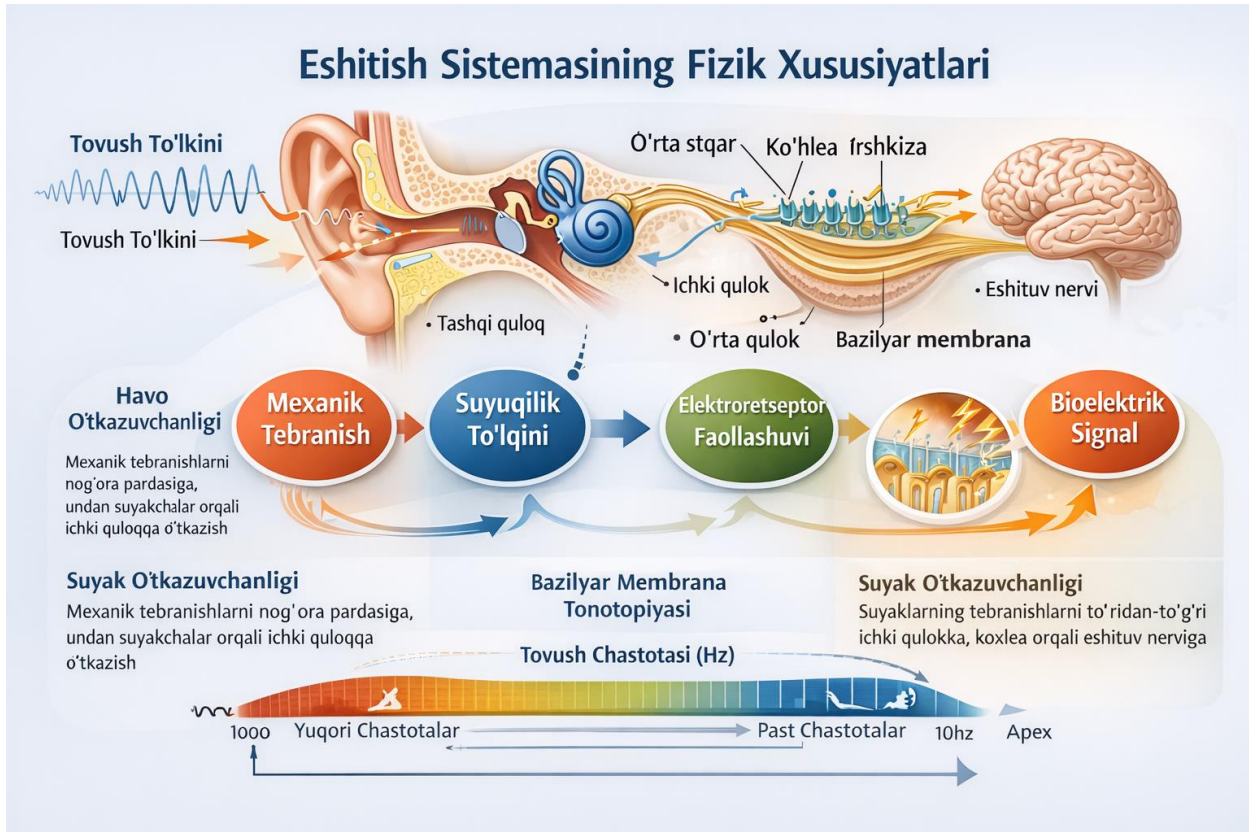 Eshitish Sistemasining Fizik Xususiyatlari
Tovush To'lkini
Tovush To'lkini
O'rta stqar
Ko'hlea
Irshkiza
Ichki qulok
Eshituv nervi
Tashqi quloq
O'rta qulok
Bazilyar membrana
Havo
O'tkazuvchanligi
Mexanik tebranishlarni
nog'ora pardasiga,
undan suyakchalar orqali
ichki quloqqa o'tkazish
Mexanik
Tebranish
Suyuqilik
To'lqini
Elektroretseptor
Faollashuvi
Bioelektrik
Signal
Suyak O'tkazuvchanligi
Mexanik tebranishlarni nog'ora pardasiga,
undan suyakchalar orqali ichki quloqqa
o'tkazish
Bazilyar Membrana
Tonotopiyasi
Suyak O'tkazuvchanligi
Suyaklarning tebranishlarni to'ridan-to'g'ri
ichki qulokka, koxlea orqali eshituv nerviga
Tovush Chastotasi (Hz)
1000
Yuqori Chastotalar
Past Chastotalar
10hz
Apex